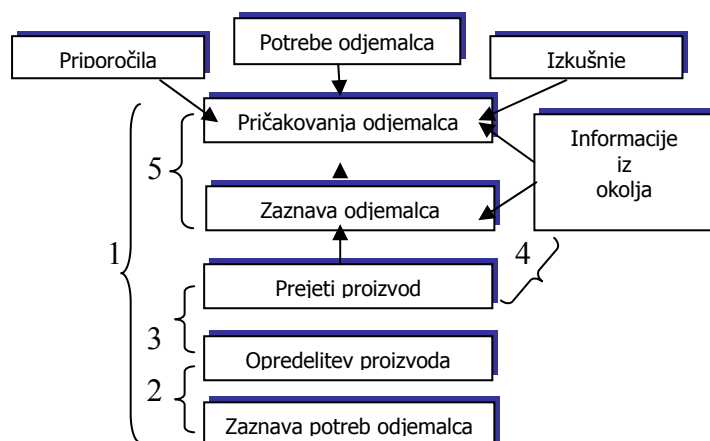 Potrebe odjemalca
Priporočila
Izkušnje
Pričakovanja odjemalca
Informacije
iz
okolja
5
Zaznava odjemalca
1
4
Prejeti proizvod
3
Opredelitev proizvoda
2
Zaznava potreb odjemalca